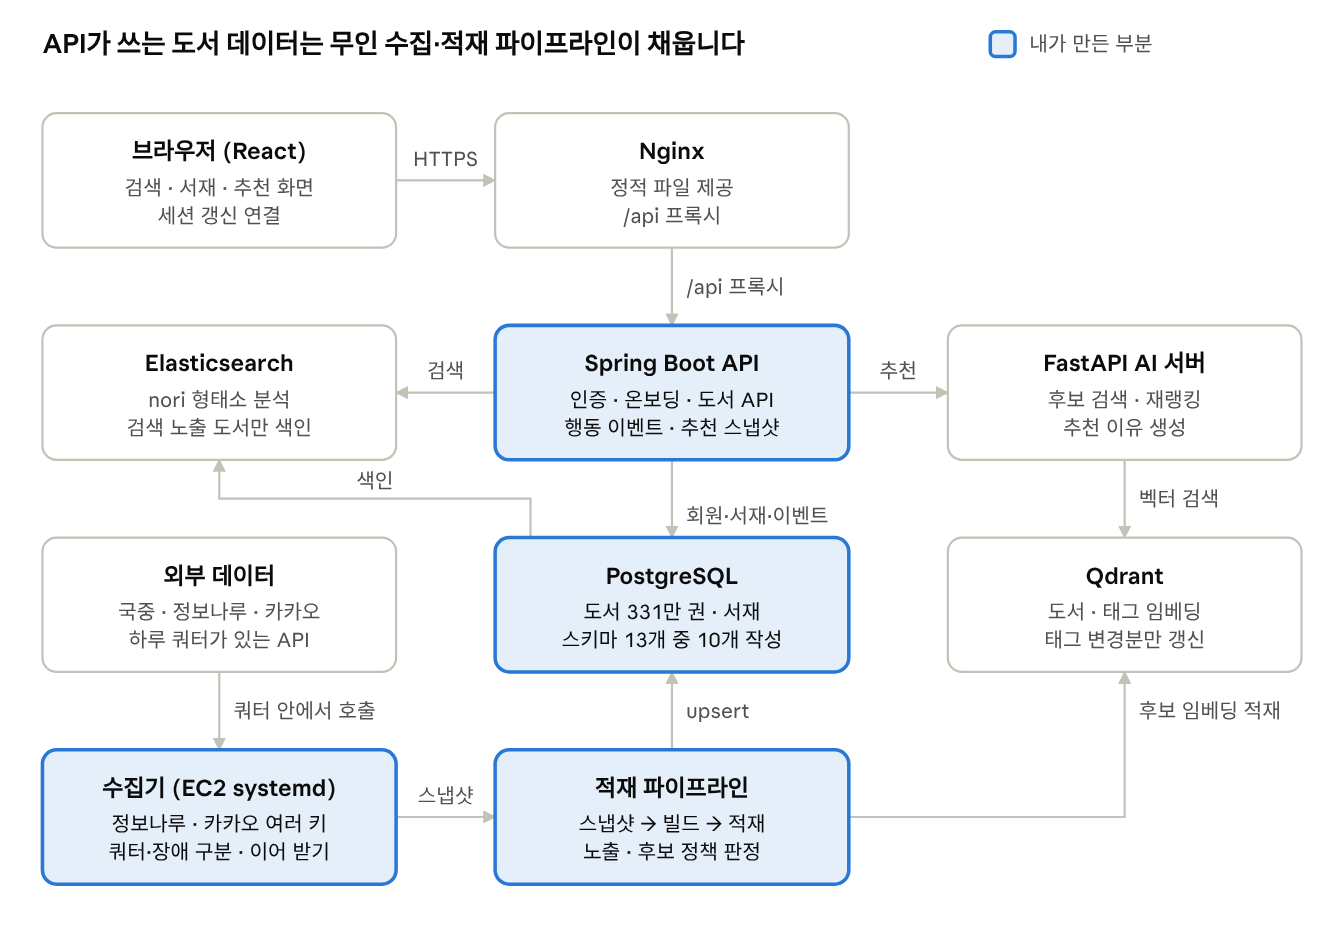 API가 쓰는 도서 데이터는 무인 수집·적재 파이프라인이 채웁니다
내가 만든 부분
브라우저 (React)
검색 · 서재 · 추천 화면
세션 갱신 연결
HTTPS
Nginx
정적 파일 제공
/api 프록시
/api 프록시
Elasticsearch
nori 형태소 분석
검색 노출 도서만 색인
검색
Spring Boot API
인증 · 온보딩 · 도서 API
행동 이벤트 · 추천 스냅샷
추천
FastAPI AI 서버
후보 검색 · 재랭킹
추천 이유 생성
색인
회원·서재·이벤트
벡터 검색
외부 데이터
국중 · 정보나루 · 카카오
하루 쿼터가 있는 API
PostgreSQL
도서 331만 권 · 서재
스키마 13개 중 10개 작성
Qdrant
도서 · 태그 임베딩
태그 변경분만 갱신
쿼터 안에서 호출
upsert
후보 임베딩 적재
수집기 (EC2 systemd)
정보나루 · 카카오 여러 키
쿼터·장애 구분 · 이어 받기
스냅샷
적재 파이프라인
스냅샷 → 빌드 → 적재
노출 · 후보 정책 판정